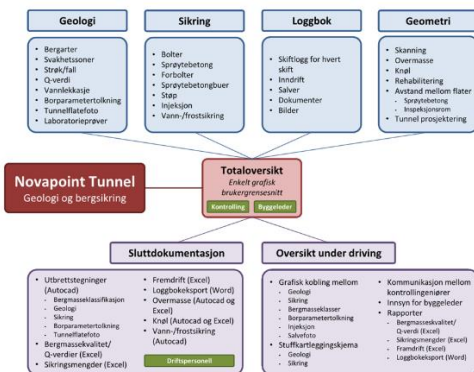 Geologi
Bergarter
Svakhetssoner
Strøk/fall
Q-verdi
Vannlekkasje
Borparametertolkning
Tunnelflatefoto
Laboratorieprøver
Sikring
Bolter
Sprøytebetong
Forbolter
Sprøytebetongbuer
Støp
Injeksjon
Vann-/frostsikring
Loggbok
Skiftlogg for hvert
skift
Inndrift
Salver
Dokumenter
Bilder
Geometri
Skanning
Overmasse
Knøl
Rehabilitering
Avstand mellom flater
- Sprøytebetong
- Inspeksjonsrom
Tunnel prosjektering
Novapoint Tunnel
Geologi og bergsikring
Totaloversikt
Enkelt grafisk
brukergrensesnitt
Kontrolling
Byggeleder
Sluttdokumentasjon
Utbrettstegninger
(Autocad)
- Bergmasseklassifikasjon
- Geologi
- Sikring
- Borparametertolkning
- Tunnelflatefoto
Bergmassekvalitet/
Q-verdier (Excel)
Sikringsmengder (Excel)
Fremdrift (Excel)
Loggbokeksport (Word)
Overmasse (Autocad og
Excel)
Knøl (Autocad og Excel)
Vann-/frostsikring
(Autocad)
Driftspersonell
Oversikt under driving
Grafisk kobling mellom
- Geologi
- Sikring
- Bergmasseklasser
- Borparametertolkning
- Injeksjon
- Salvefoto
Stuffkartleggingskjema
- Geologi
- Sikring
Kommunikasjon mellom
kontrollingeniører
Innsyn for byggeleder
Rapporter
- Bergmassekvalitet/
Q-verdi (Excel)
- Sikringsmengder (Excel)
- Fremdrift (Excel)
- Loggbokeksport (Word)